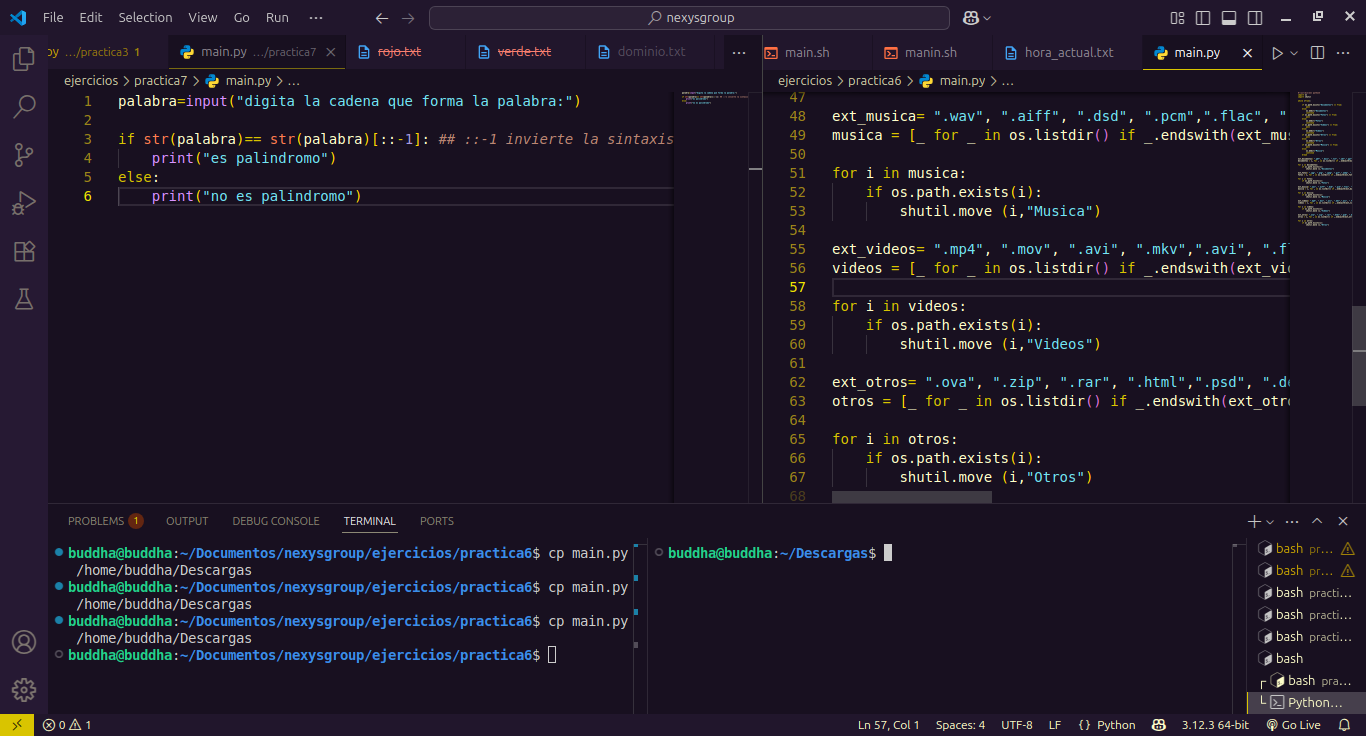 File Edit Selection View Go Run ··· nexysgroup
py .../practica3 1 main.py .../practica7 rojo.txt verde.txt dominio.txt ···
main.sh manin.sh hora_actual.txt main.py ···
ejercicios > practica7 > main.py > ...
ejercicios > practica6 > main.py > ...
1 palabra=input("digita la cadena que forma la palabra:")
2
3 if str(palabra)== str(palabra)[::-1]: ## ::-1 invierte la sintaxis
4 print("es palindromo")
5 else:
6 print("no es palindromo")
47
48 ext_musica= ".wav", ".aiff", ".dsd", ".pcm",".flac", "
49 musica = [_ for _ in os.listdir() if _.endswith(ext_mus
50
51 for i in musica:
52 if os.path.exists(i):
53 shutil.move (i,"Musica")
54
55 ext_videos= ".mp4", ".mov", ".avi", ".mkv",".avi", ".fl
56 videos = [_ for _ in os.listdir() if _.endswith(ext_vid
57
58 for i in videos:
59 if os.path.exists(i):
60 shutil.move (i,"Videos")
61
62 ext_otros= ".ova", ".zip", ".rar", ".html",".psd", ".do
63 otros = [_ for _ in os.listdir() if _.endswith(ext_otro
64
65 for i in otros:
66 if os.path.exists(i):
67 shutil.move (i,"Otros")
68
PROBLEMS 1 OUTPUT DEBUG CONSOLE TERMINAL PORTS
buddha@buddha:~/Documentos/nexysgroup/ejercicios/practica6$ cp main.py
/home/buddha/Descargas
buddha@buddha:~/Documentos/nexysgroup/ejercicios/practica6$ cp main.py
/home/buddha/Descargas
buddha@buddha:~/Documentos/nexysgroup/ejercicios/practica6$ cp main.py
/home/buddha/Descargas
buddha@buddha:~/Documentos/nexysgroup/ejercicios/practica6$
buddha@buddha:~/Descargas$
bash pr...
bash pr...
bash practi...
bash practi...
bash practi...
bash
bash pra...
Python...
0 1 Ln 57, Col 1 Spaces: 4 UTF-8 LF {} Python 3.12.3 64-bit Go Live